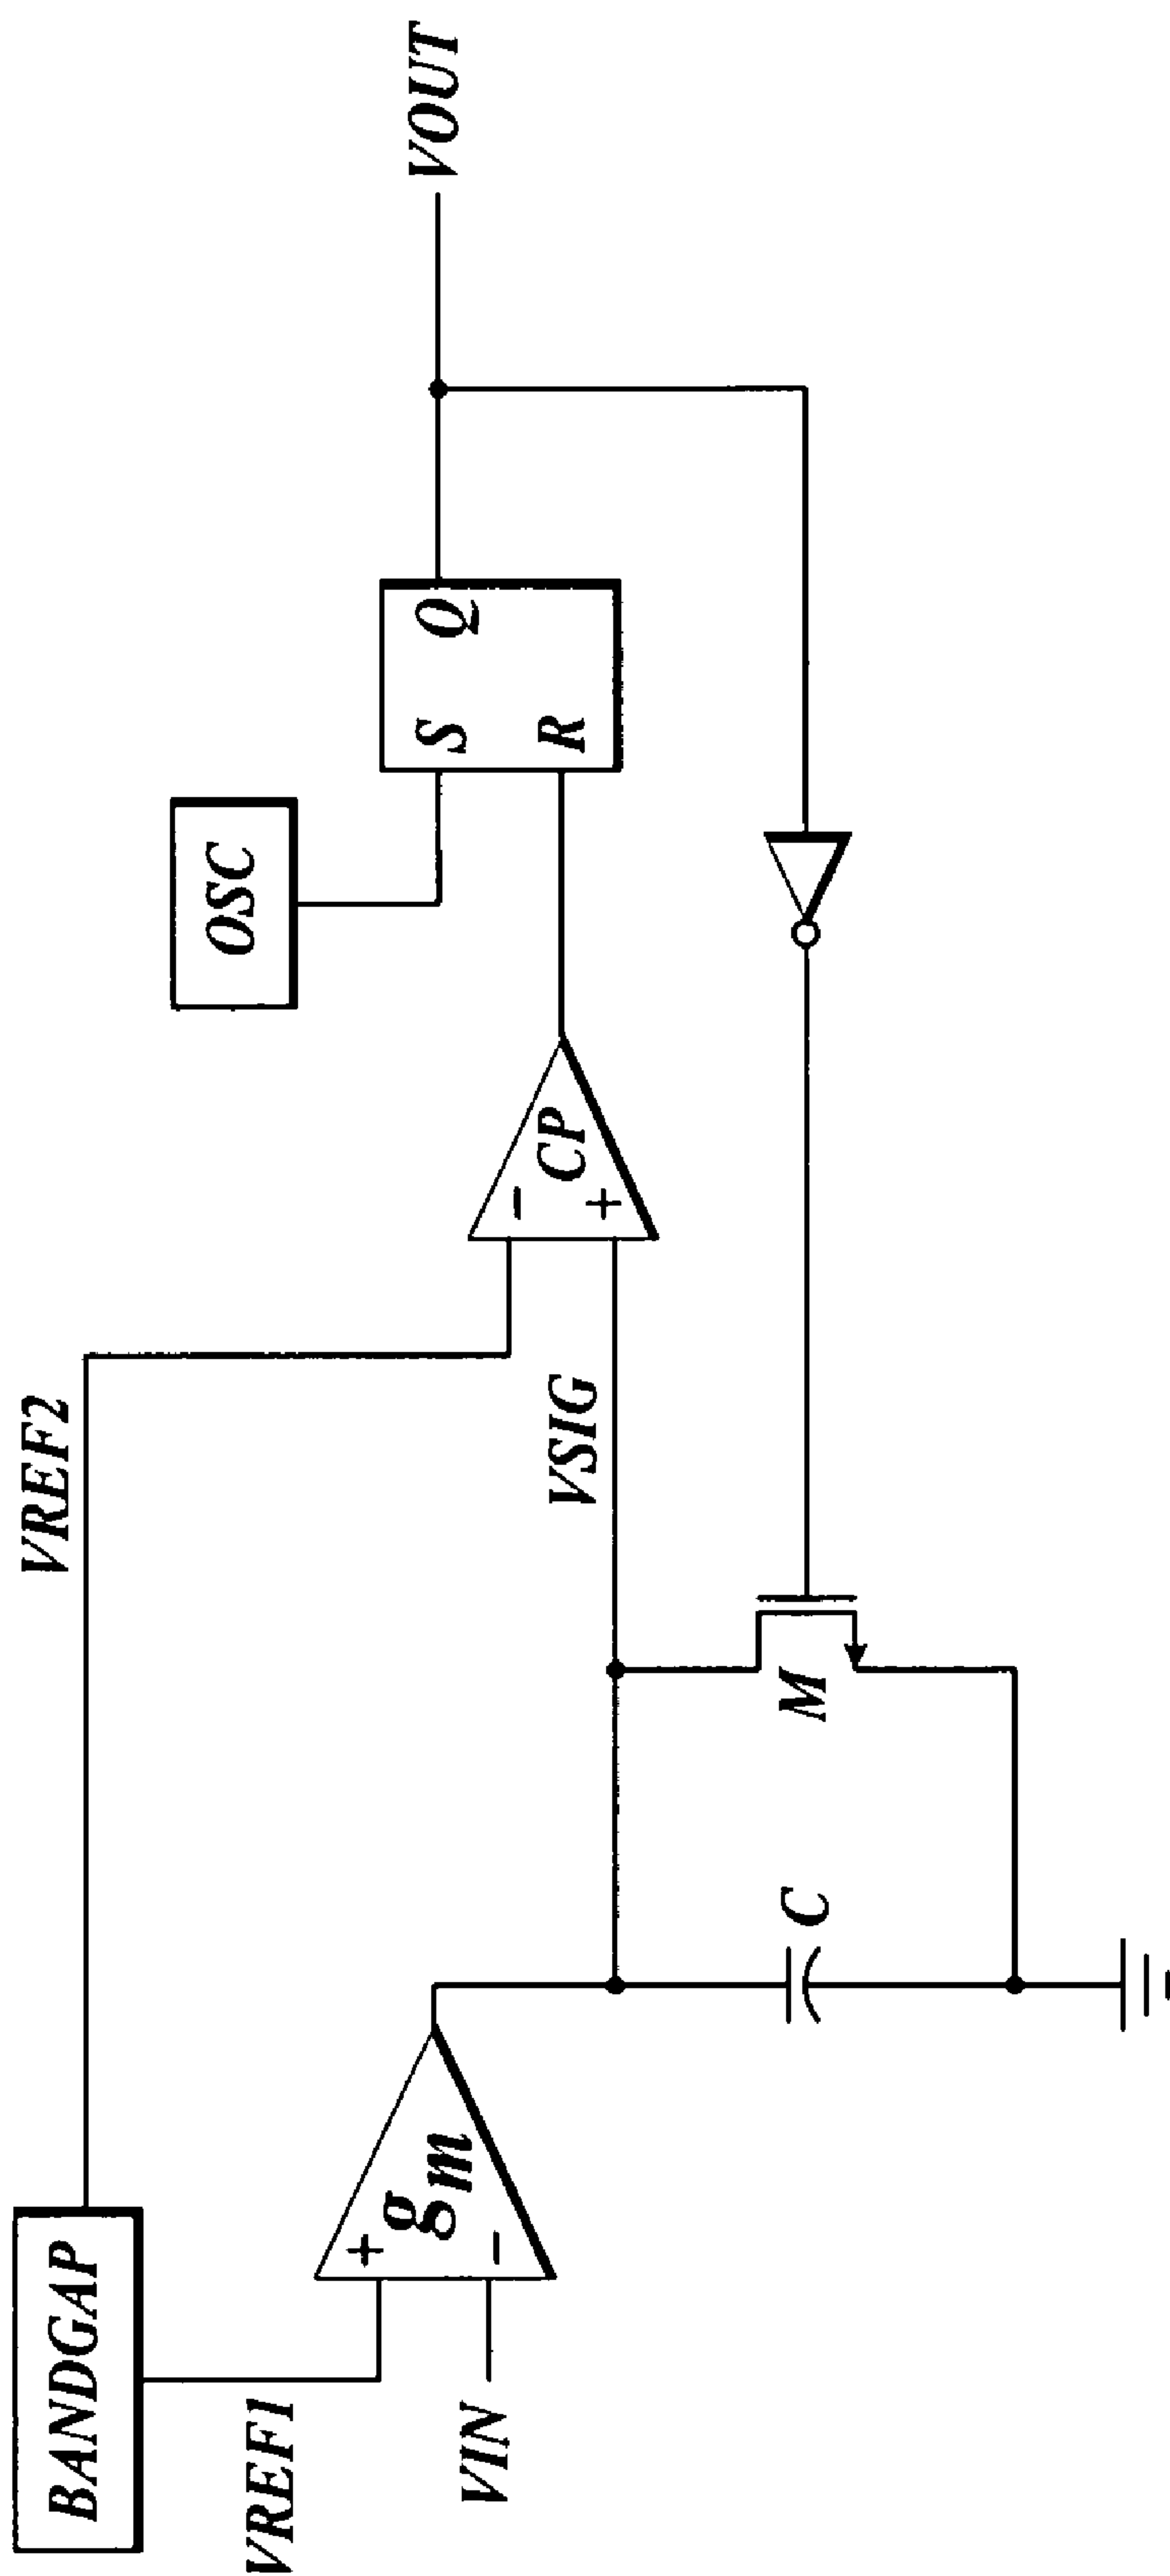 BANDGAP
VREF2
VREF1
VIN
+
gm
−
C
M
VSIG
−
CP
+
OSC
S
Q
R
VOUT